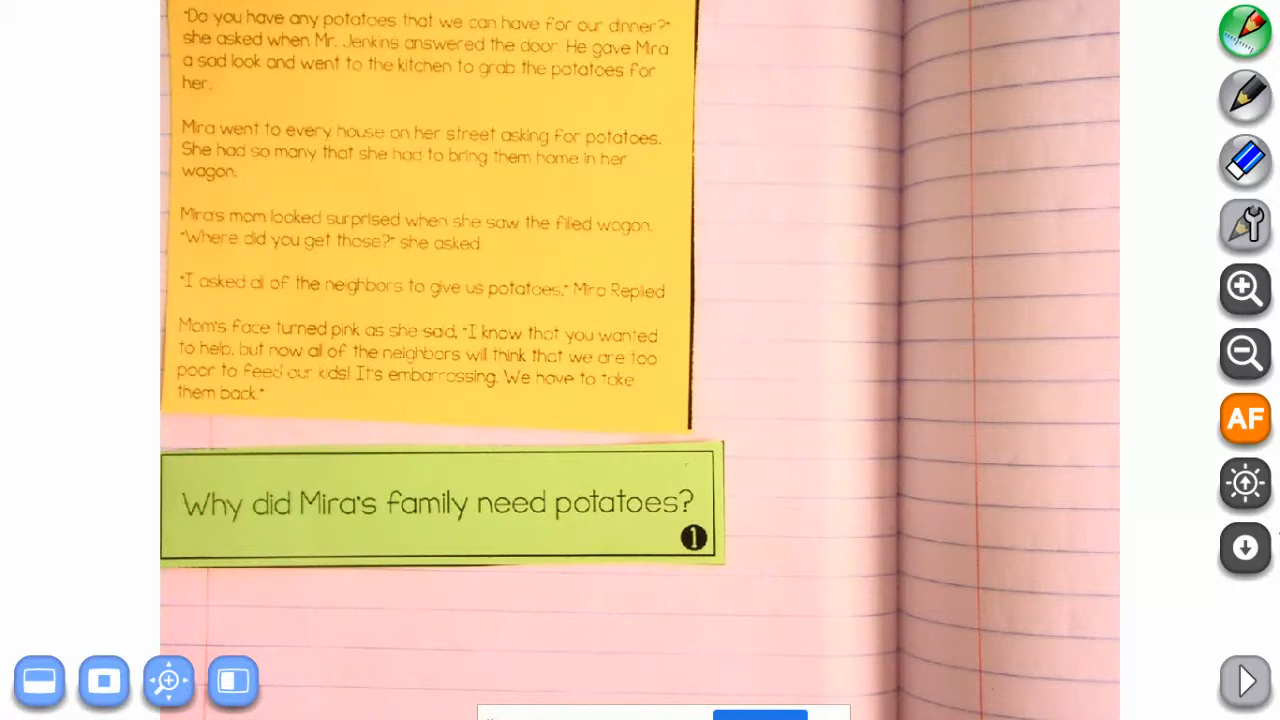 "Do you have any potatoes that we can have for our dinner?"
she asked when Mr. Jenkins answered the door. He gave Mira
a sad look and went to the kitchen to grab the potatoes for
her.
Mira went to every house on her street asking for potatoes.
She had so many that she had to bring them home in her
wagon.
Mira's mom looked surprised when she saw the filled wagon.
"Where did you get those?" she asked.
"I asked all of the neighbors to give us potatoes," Mira Replied
Mom's face turned pink as she said, "I know that you wanted
to help, but now all of the neighbors will think that we are too
poor to feed our kids! It's embarrassing. We have to take
them back."
Why did Mira's family need potatoes?
1
AF